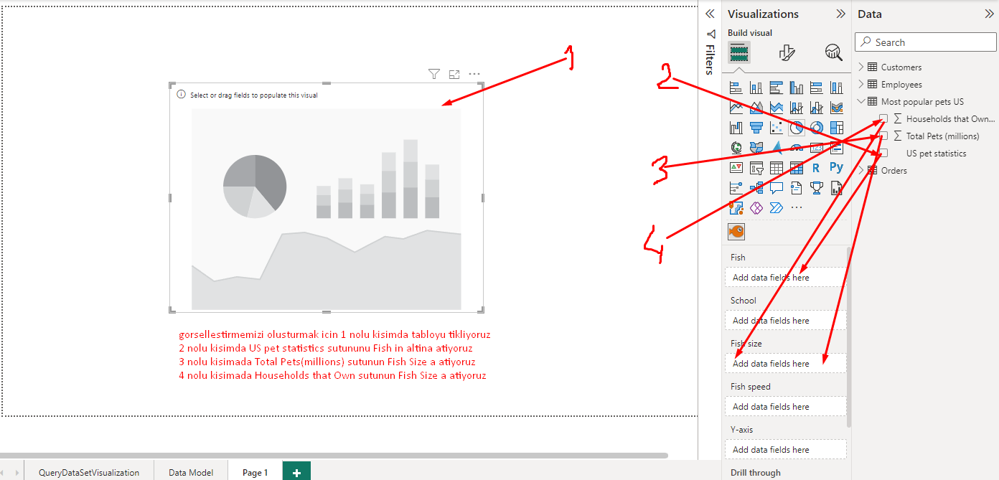 Visualizations
Data
Build visual
Search
Filters
Customers
Employees
Most popular pets US
Households that Own...
Total Pets (millions)
US pet statistics
Orders
1
2
3
4
Select or drag fields to populate this visual
123
R
Py
Fish
Add data fields here
School
Add data fields here
Fish size
Add data fields here
Fish speed
Add data fields here
Y-axis
Add data fields here
Drill through
gorsellestirmemizi olusturmak icin 1 nolu kisimda tabloyu tikliyoruz
2 nolu kisimda US pet statistics sutununu Fish in altina atiyoruz
3 nolu kisimada Total Pets(millions) sutunun Fish Size a atiyoruz
4 nolu kisimada Households that Own sutunun Fish Size a atiyoruz
QueryDataSetVisualization
Data Model
Page 1